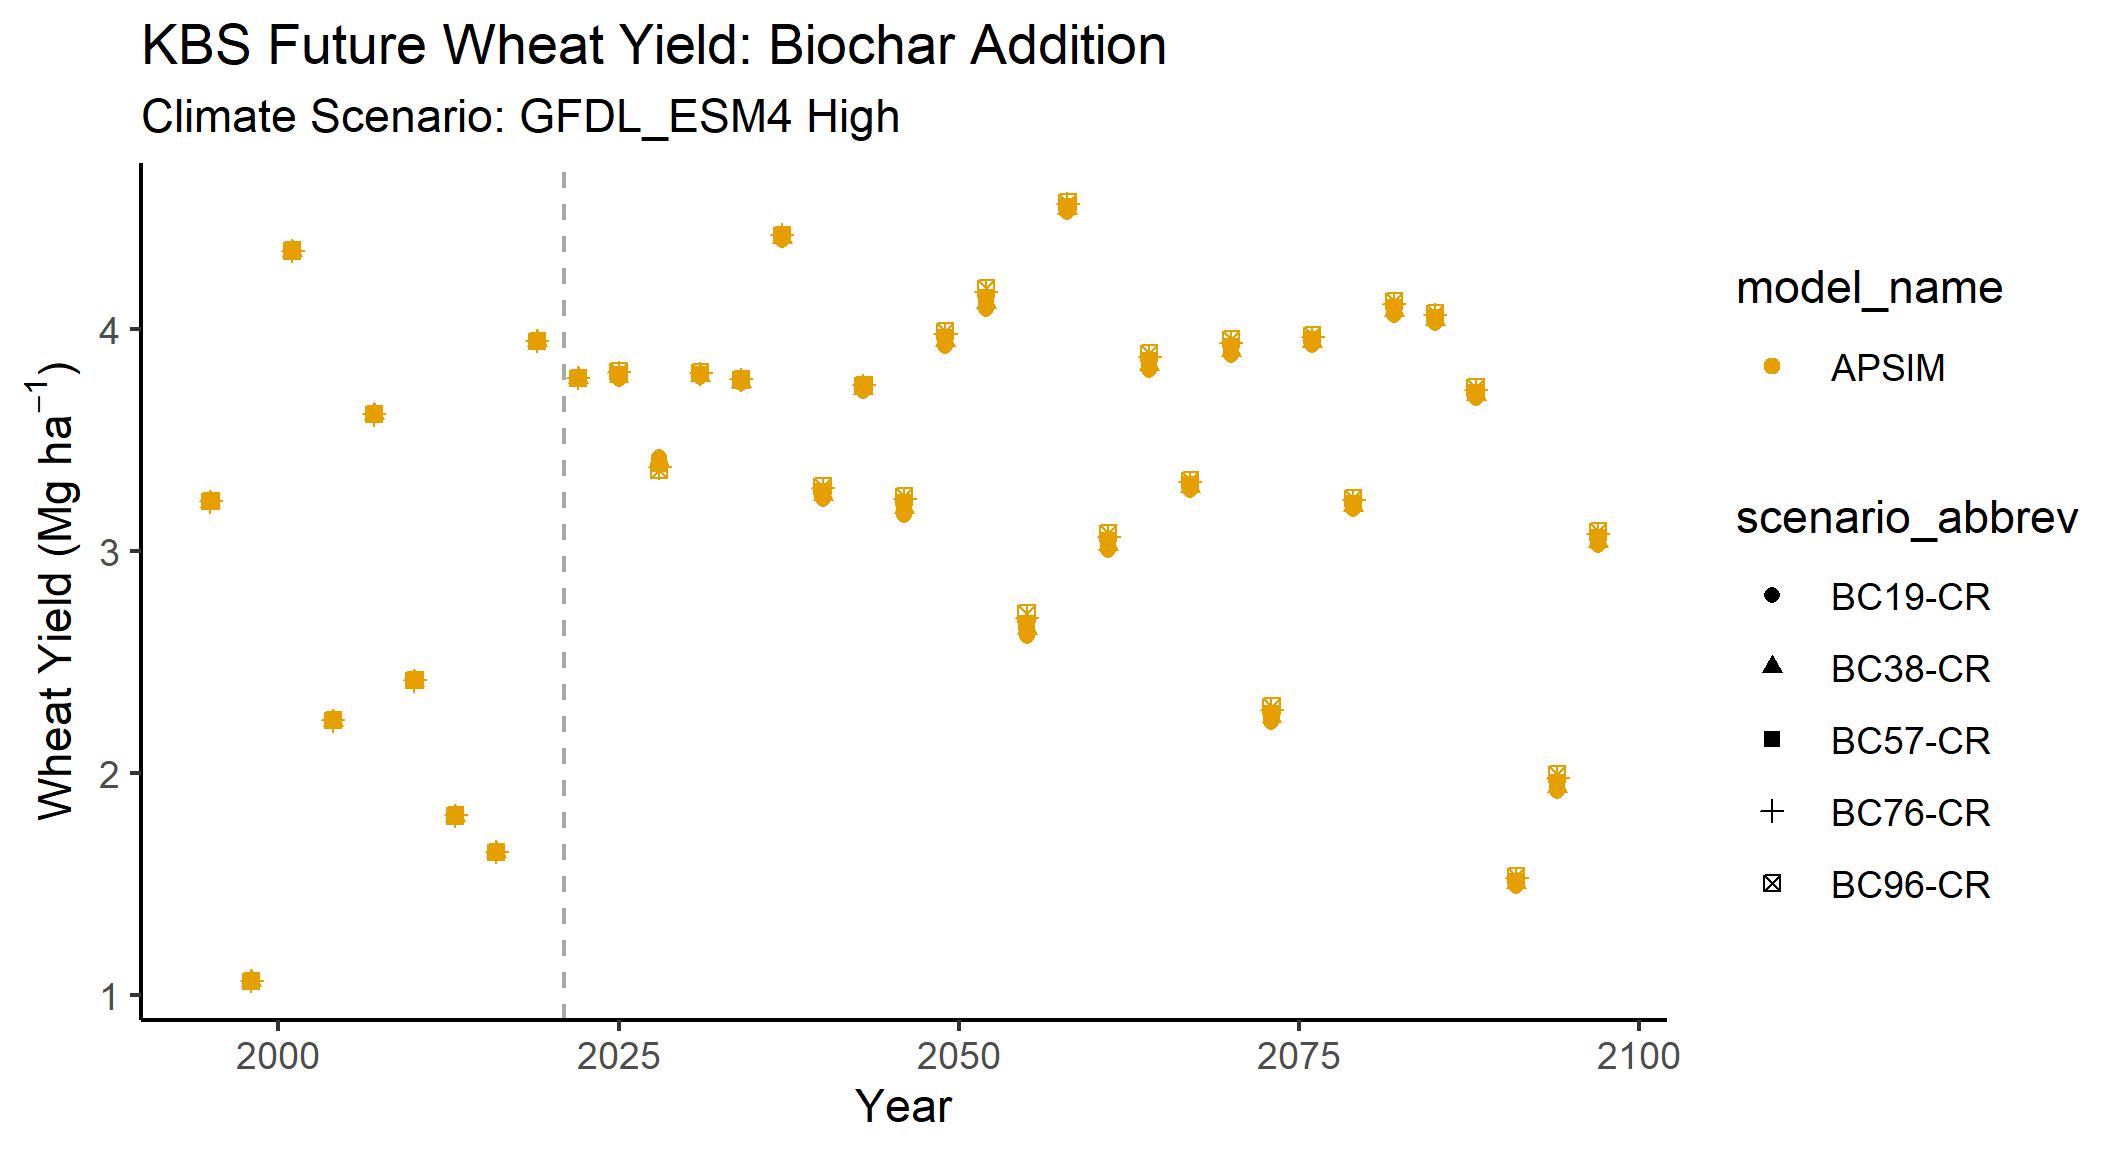 KBS Future Wheat Yield: Biochar Addition
Climate Scenario: GFDL_ESM4 High
Wheat Yield (Mg ha⁻¹)
4
3
2
1
2000 2025 2050 2075 2100
Year
model_name
APSIM
scenario_abbrev
BC19-CR
BC38-CR
BC57-CR
BC76-CR
BC96-CR